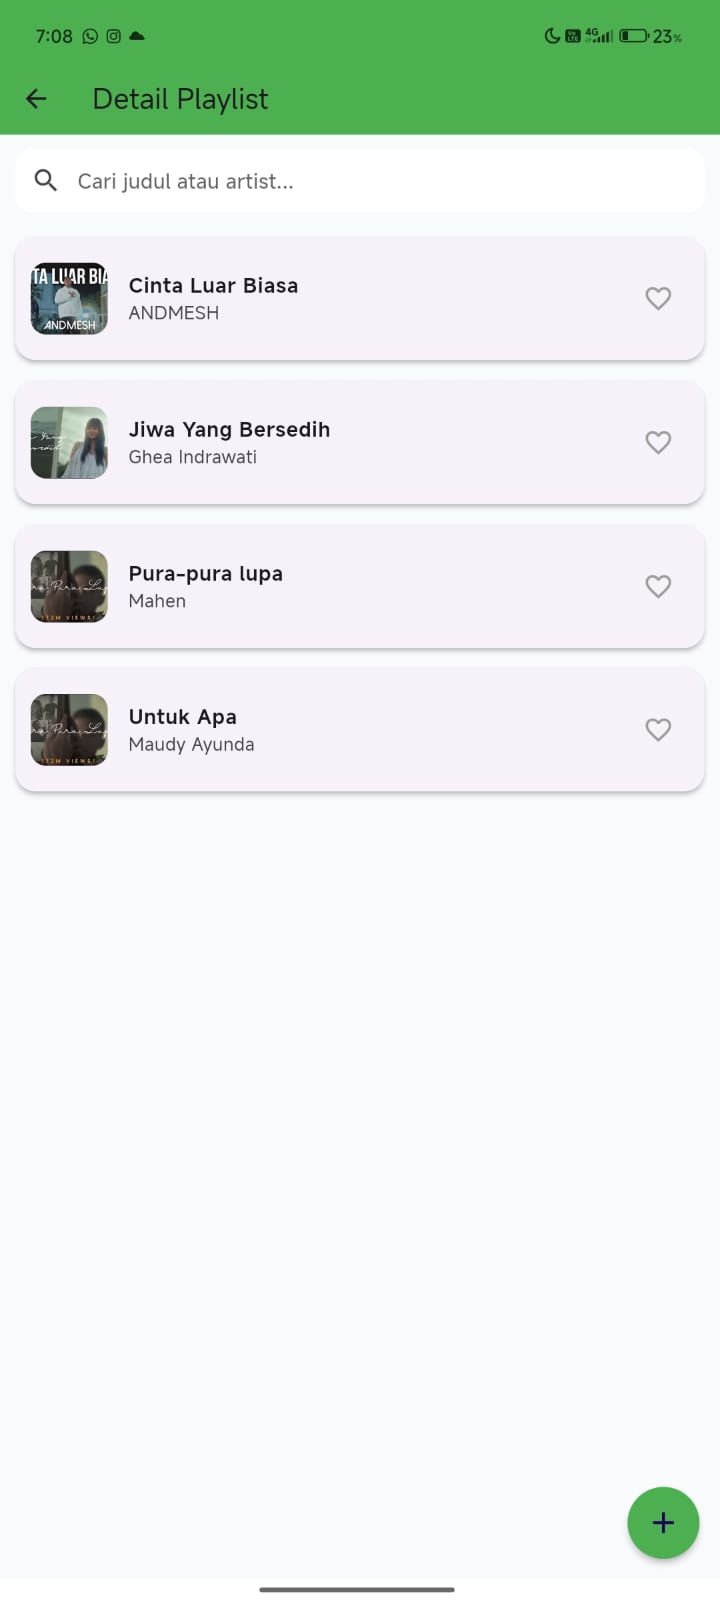 7:08
4G
23%
Detail Playlist
Cari judul atau artist...
TA LUAR BIA
ANDMESH
Cinta Luar Biasa
ANDMESH
Jiwa Yang Bersedih
Ghea Indrawati
Pura-pura lupa
Mahen
Untuk Apa
Maudy Ayunda